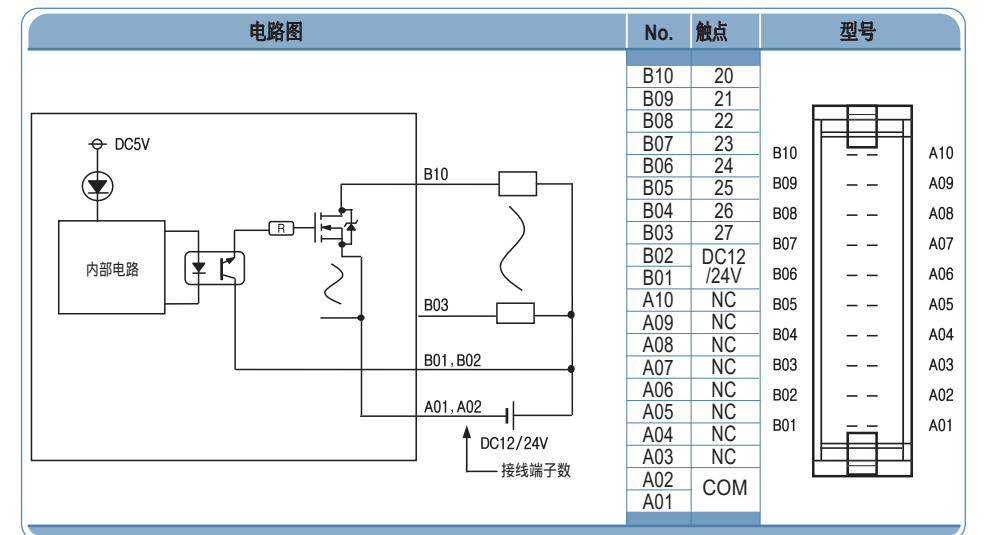 电路图 No. 触点 型号
DC5V
R
内部电路
B10
B03
B01, B02
A01, A02
DC12/24V
接线端子数
B10 20
B09 21
B08 22
B07 23
B06 24
B05 25
B04 26
B03 27
B02 DC12
B01 /24V
A10 NC
A09 NC
A08 NC
A07 NC
A06 NC
A05 NC
A04 NC
A03 NC
A02 COM
A01
B10 A10
B09 A09
B08 A08
B07 A07
B06 A06
B05 A05
B04 A04
B03 A03
B02 A02
B01 A01